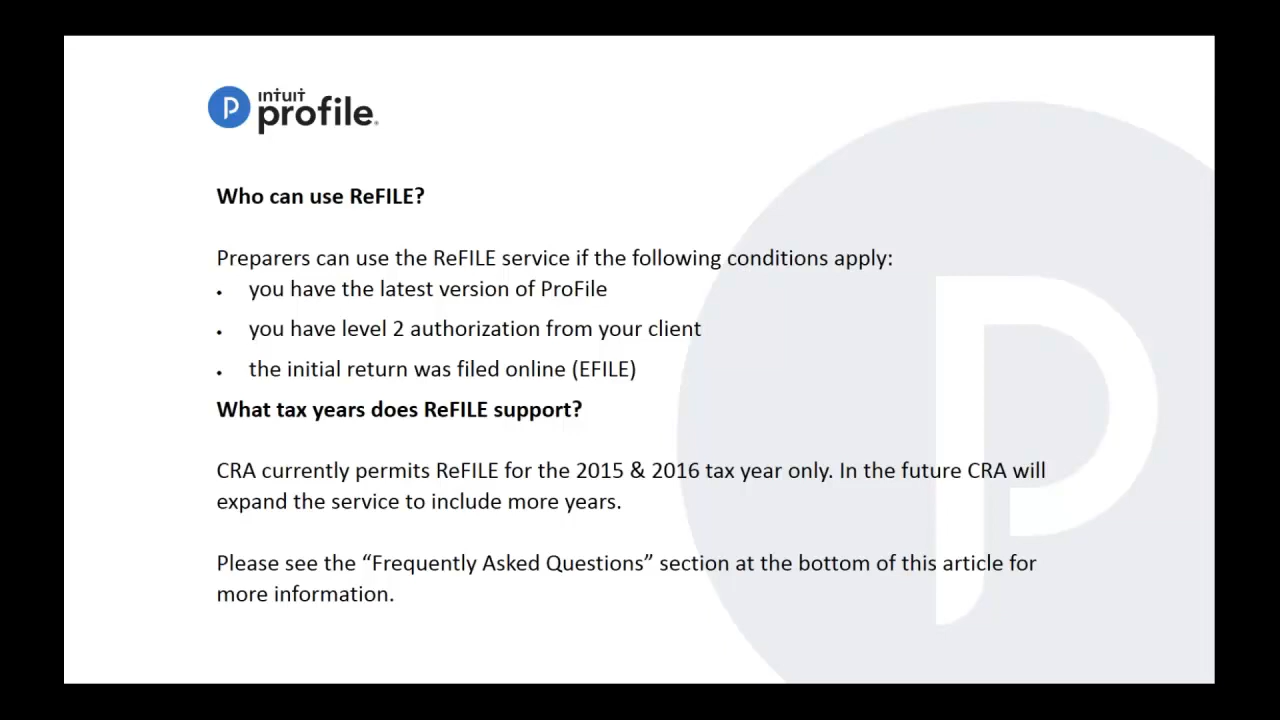 intuit
profile.
Who can use ReFILE?
Preparers can use the ReFILE service if the following conditions apply:
• you have the latest version of ProFile
• you have level 2 authorization from your client
• the initial return was filed online (EFILE)
What tax years does ReFILE support?
CRA currently permits ReFILE for the 2015 & 2016 tax year only. In the future CRA will
expand the service to include more years.
Please see the “Frequently Asked Questions” section at the bottom of this article for
more information.